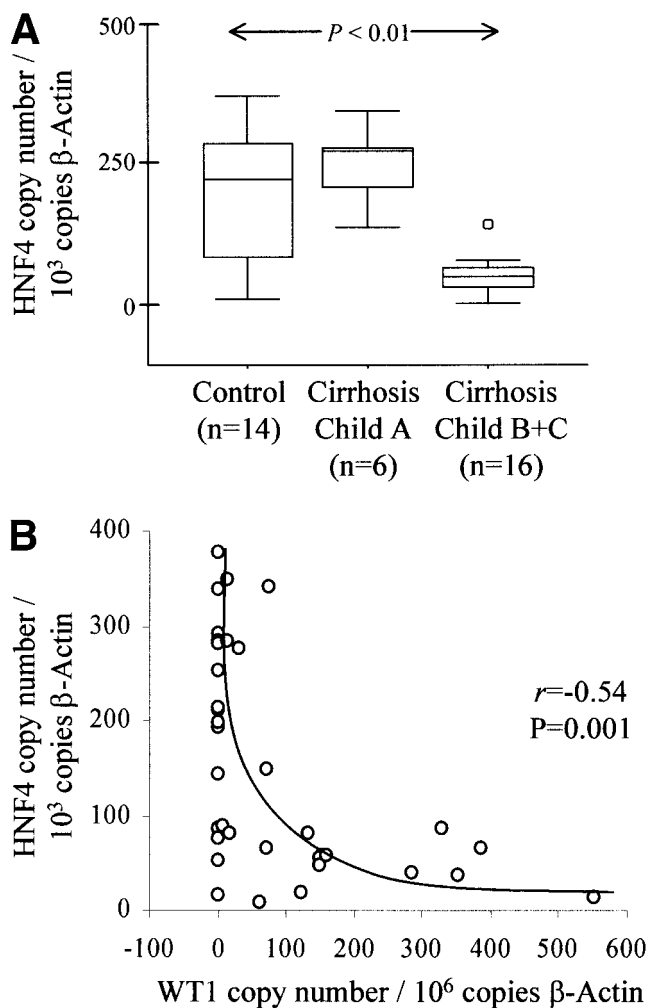 A
HNF4 copy number /
10³ copies β-Actin
500
250
0
P < 0.01
Control
(n=14)
Cirrhosis
Child A
(n=6)
Cirrhosis
Child B+C
(n=16)
B
HNF4 copy number /
10³ copies β-Actin
400
300
200
100
0
r=-0.54
P=0.001
-100 0 100 200 300 400 500 600
WT1 copy number / 10⁶ copies β-Actin